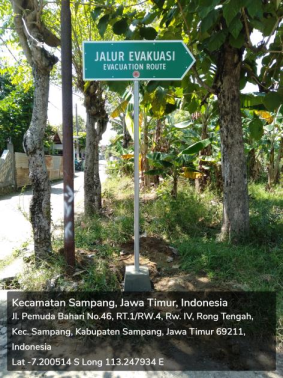 JALUR EVAKUASI
EVACUATION ROUTE
Kecamatan Sampang, Jawa Timur, Indonesia
Jl. Pemuda Bahari No.46, RT.1/RW.4, Rw. IV, Rong Tengah,
Kec. Sampang, Kabupaten Sampang, Jawa Timur 69211,
Indonesia
Lat -7.200514 S Long 113.247934 E